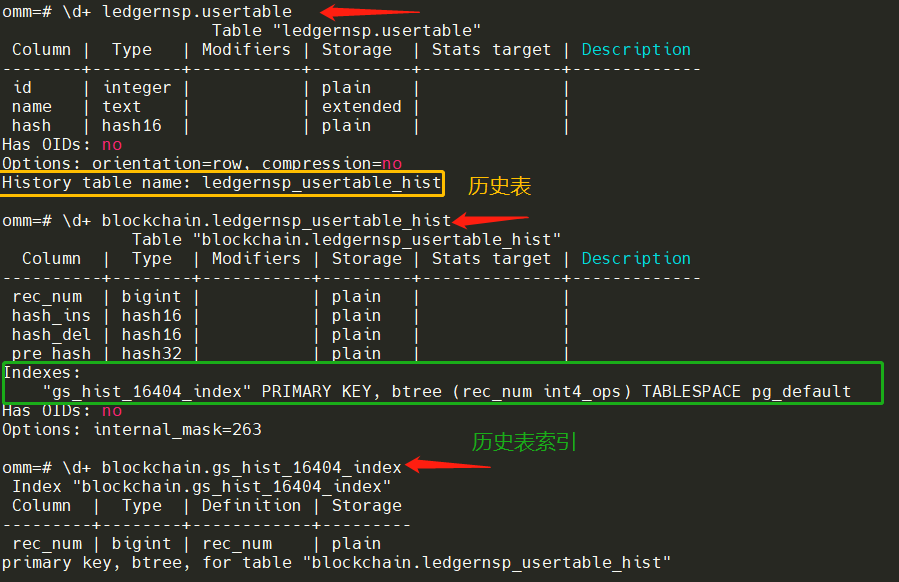 omm=# \d+ ledgernsp.usertable
Table "ledgernsp.usertable"
Column | Type | Modifiers | Storage | Stats target | Description
--------+---------+-----------+----------+--------------+-------------
id | integer | | plain | |
name | text | | extended | |
hash | hash16 | | plain | |
Has OIDs: no
Options: orientation=row, compression=no
History table name: ledgernsp_usertable_hist 历史表
omm=# \d+ blockchain.ledgernsp_usertable_hist
Table "blockchain.ledgernsp_usertable_hist"
Column | Type | Modifiers | Storage | Stats target | Description
----------+--------+-----------+---------+--------------+-------------
rec_num | bigint | | plain | |
hash_ins | hash16 | | plain | |
hash_del | hash16 | | plain | |
pre_hash | hash32 | | plain | |
Indexes:
"gs_hist_16404_index" PRIMARY KEY, btree (rec_num int4_ops) TABLESPACE pg_default
Has OIDs: no
Options: internal_mask=263
历史表索引
omm=# \d+ blockchain.gs_hist_16404_index
Index "blockchain.gs_hist_16404_index"
Column | Type | Definition | Storage
---------+--------+------------+---------
rec_num | bigint | rec_num | plain
primary key, btree, for table "blockchain.ledgernsp_usertable_hist"